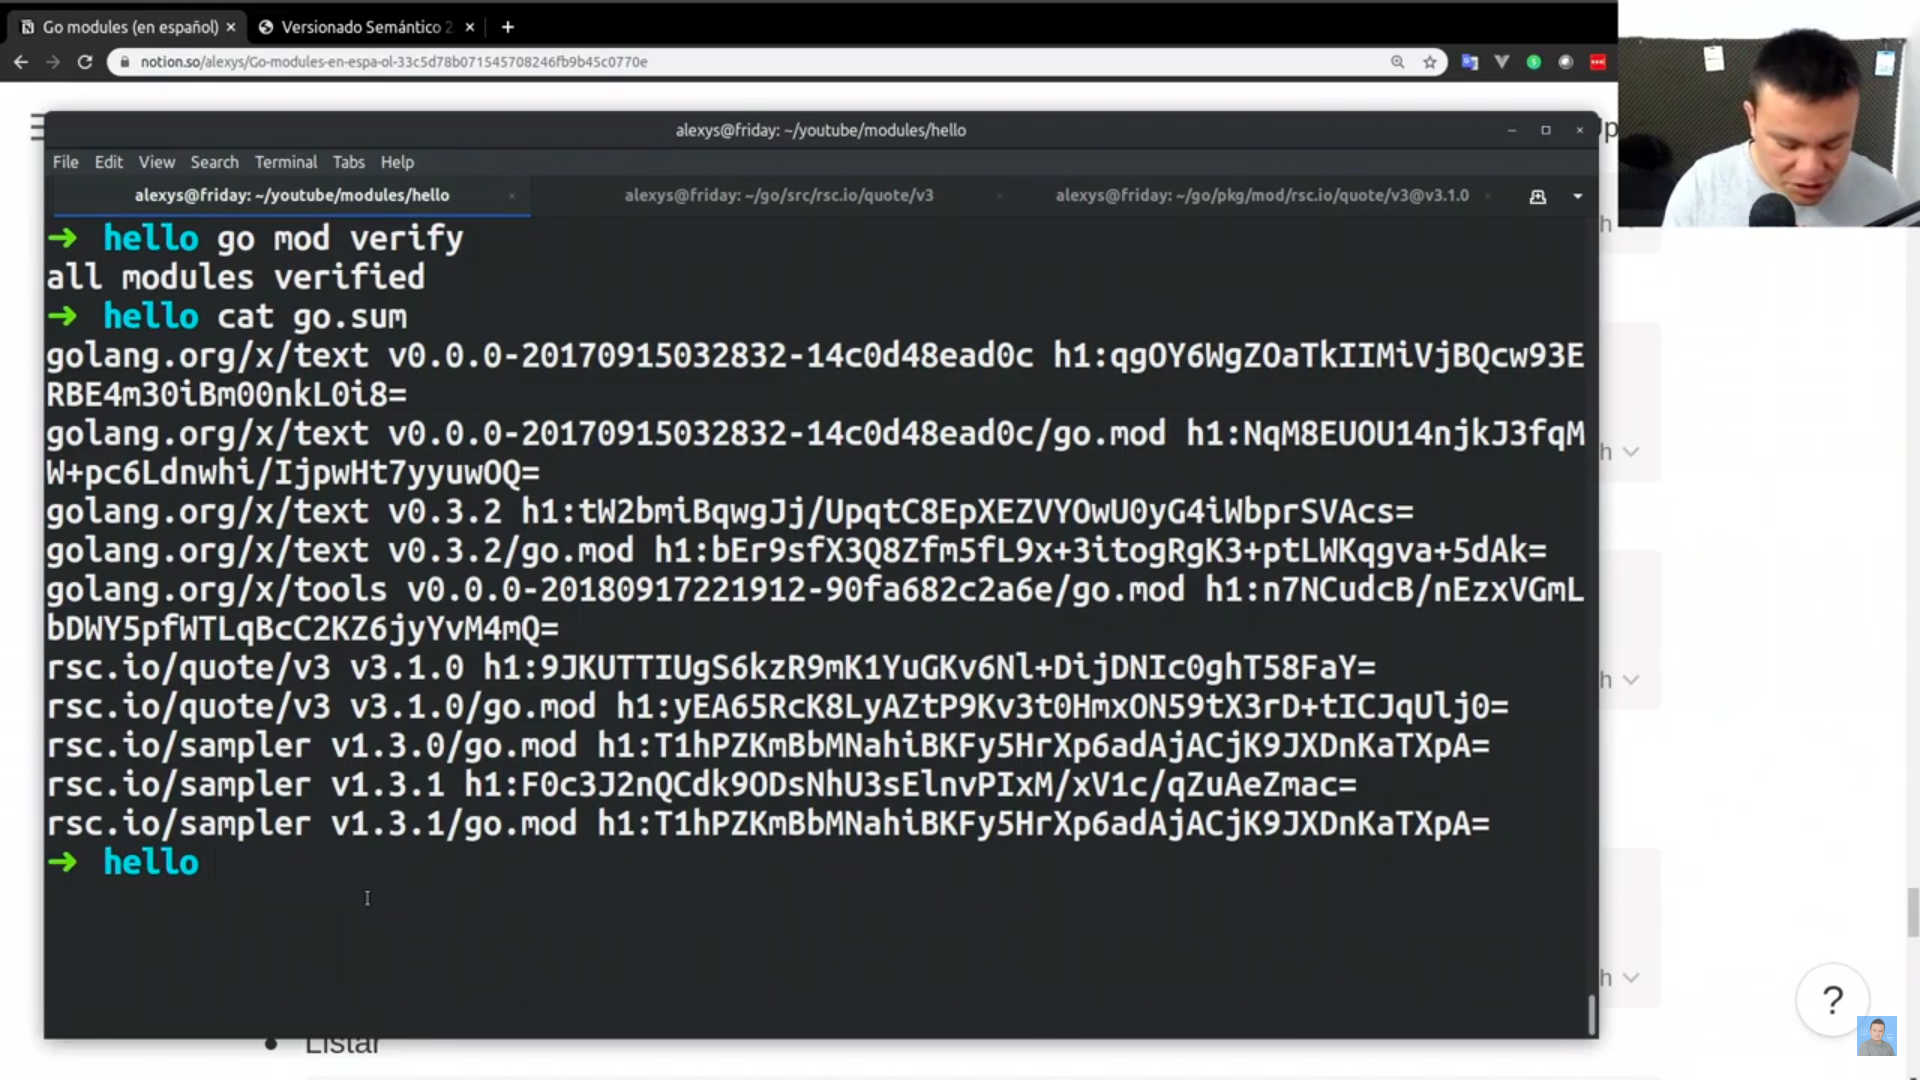 Go modules (en español)
Versionado Semántico 2
notion.so/alexys/Go-modules-en-espa-ol-33c5d78b071545708246fb9b45c0770e
alexys@friday: ~/youtube/modules/hello
File Edit View Search Terminal Tabs Help
alexys@friday: ~/youtube/modules/hello
alexys@friday: ~/go/src/rsc.io/quote/v3
alexys@friday: ~/go/pkg/mod/rsc.io/quote/v3@v3.1.0
→ hello go mod verify
all modules verified
→ hello cat go.sum
golang.org/x/text v0.0.0-20170915032832-14c0d48ead0c h1:qgOY6WgZOaTkIIMiVjBQcw93E
RBE4m30iBm00nkL0i8=
golang.org/x/text v0.0.0-20170915032832-14c0d48ead0c/go.mod h1:NqM8EUOU14njkJ3fqM
W+pc6Ldnwhi/IjpwHt7yyuwOQ=
golang.org/x/text v0.3.2 h1:tW2bmiBqwgJj/UpqtC8EpXEZVYOwU0yG4iWbprSVAcs=
golang.org/x/text v0.3.2/go.mod h1:bEr9sfX3Q8Zfm5fL9x+3itogRgK3+ptLWKqgva+5dAk=
golang.org/x/tools v0.0.0-20180917221912-90fa682c2a6e/go.mod h1:n7NCudcB/nEzxVGmL
bDWY5pfWTLqBcC2KZ6jyYvM4mQ=
rsc.io/quote/v3 v3.1.0 h1:9JKUTTIUgS6kzR9mK1YuGKv6Nl+DijDNIc0ghT58FaY=
rsc.io/quote/v3 v3.1.0/go.mod h1:yEA65RcK8LyAZtP9Kv3t0HmxON59tX3rD+tICJqUlj0=
rsc.io/sampler v1.3.0/go.mod h1:T1hPZKmBbMNahiBKFy5HrXp6adAjACjK9JXDnKaTXpA=
rsc.io/sampler v1.3.1 h1:F0c3J2nQCdk9ODsNhU3sElnvPIxM/xV1c/qZuAeZmac=
rsc.io/sampler v1.3.1/go.mod h1:T1hPZKmBbMNahiBKFy5HrXp6adAjACjK9JXDnKaTXpA=
→ hello
Listar
?